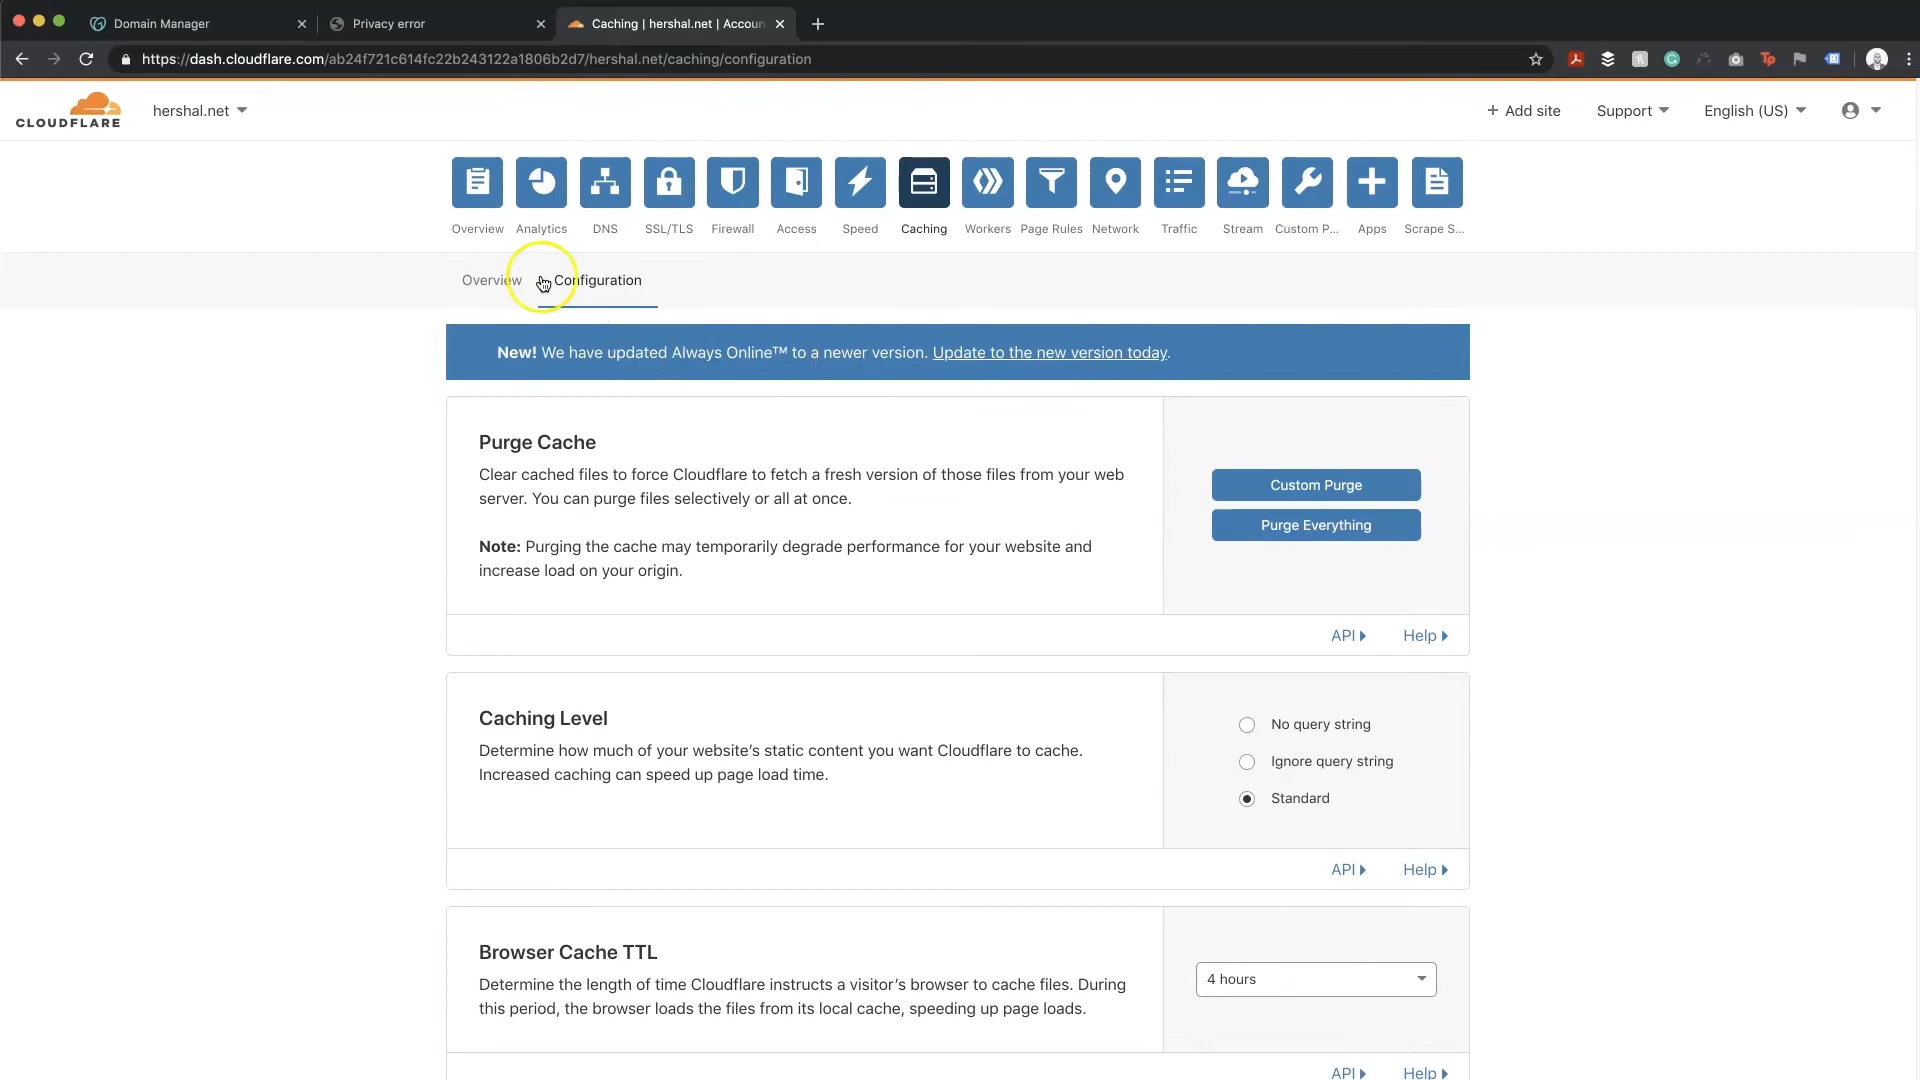 Domain Manager
Privacy error
Caching | hershal.net | Accoun
https://dash.cloudflare.com/ab24f721c614fc22b243122a1806b2d7/hershal.net/caching/configuration
CLOUDFLARE
hershal.net
+ Add site
Support
English (US)
Overview
Analytics
DNS
SSL/TLS
Firewall
Access
Speed
Caching
Workers
Page Rules
Network
Traffic
Stream
Custom P...
Apps
Scrape S...
Overview
Configuration
New! We have updated Always Online™ to a newer version. Update to the new version today.
Purge Cache
Clear cached files to force Cloudflare to fetch a fresh version of those files from your web
server. You can purge files selectively or all at once.
Note: Purging the cache may temporarily degrade performance for your website and
increase load on your origin.
Custom Purge
Purge Everything
API
Help
Caching Level
Determine how much of your website's static content you want Cloudflare to cache.
Increased caching can speed up page load time.
No query string
Ignore query string
Standard
API
Help
Browser Cache TTL
Determine the length of time Cloudflare instructs a visitor's browser to cache files. During
this period, the browser loads the files from its local cache, speeding up page loads.
4 hours
API
Help